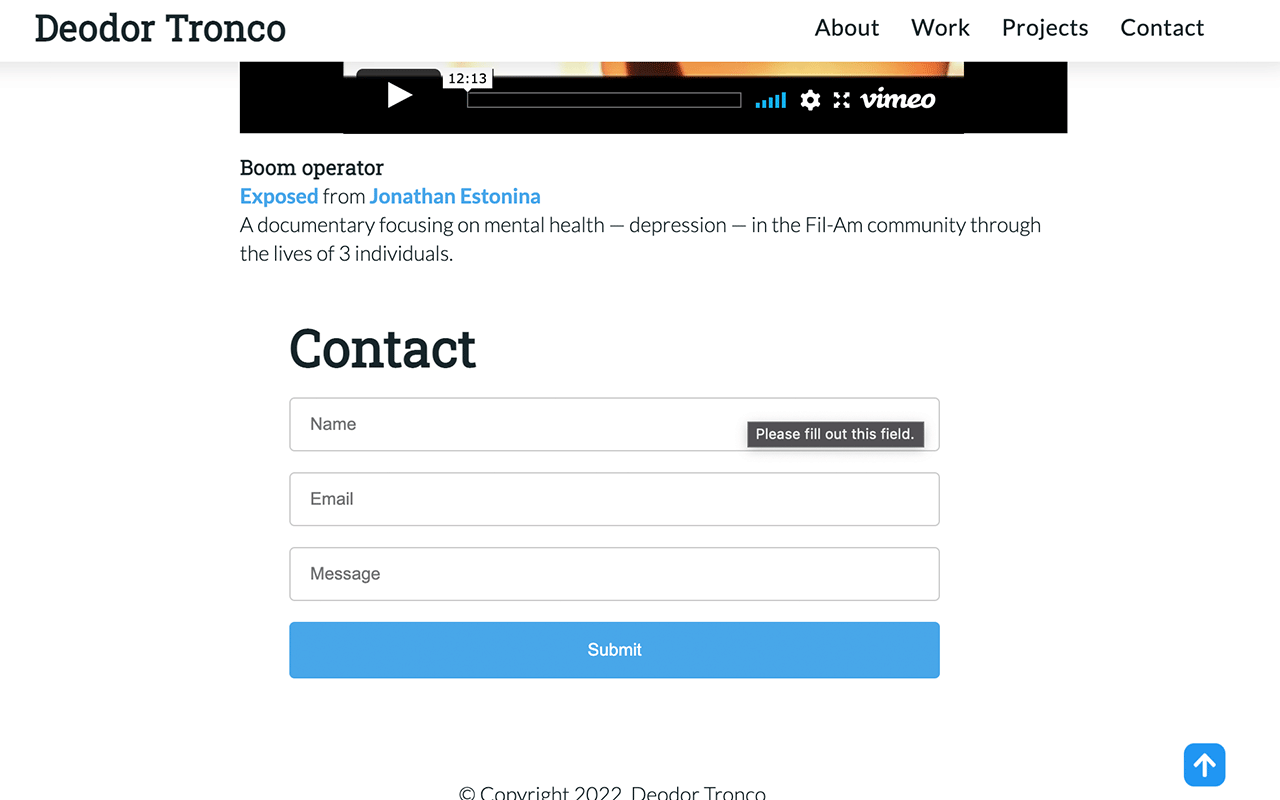 Deodor Tronco
About Work Projects Contact
12:13
vimeo
Boom operator
Exposed from Jonathan Estonina
A documentary focusing on mental health — depression — in the Fil-Am community through
the lives of 3 individuals.
Contact
Name
Please fill out this field.
Email
Message
Submit
© Copyright 2022, Deodor Tronco